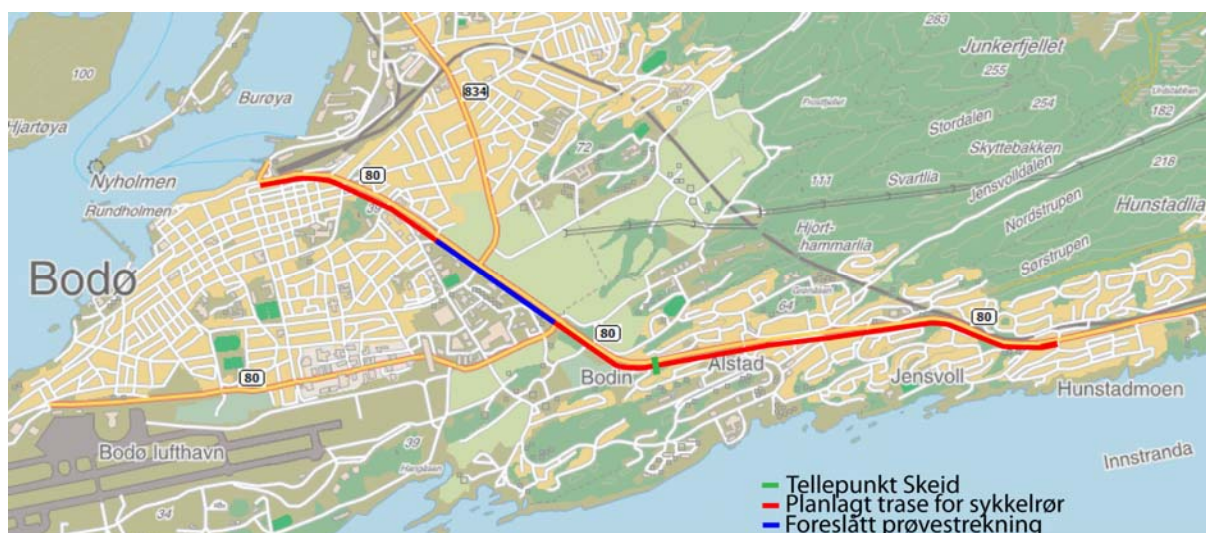 283
Junkerfjellet
100
834
255
Burøya
Hjartøya
254
182
Stordalen
72
Skyttebakken
218
80
Svartlia
Jensvolldalen
Nyholmen
111
Nordstrupen
Hunstadlia
Rundholmen
39
Hjort-
hammarlia
Sørstrupen
Bodø
64
80
80
Alstad
80
Bodin
Jensvoll
Hunstadmoen
39
Bodø lufthavn
Innstranda
34
Tellepunkt Skeid
Planlagt trase for sykkelrør
Foreslått prøvestrekning